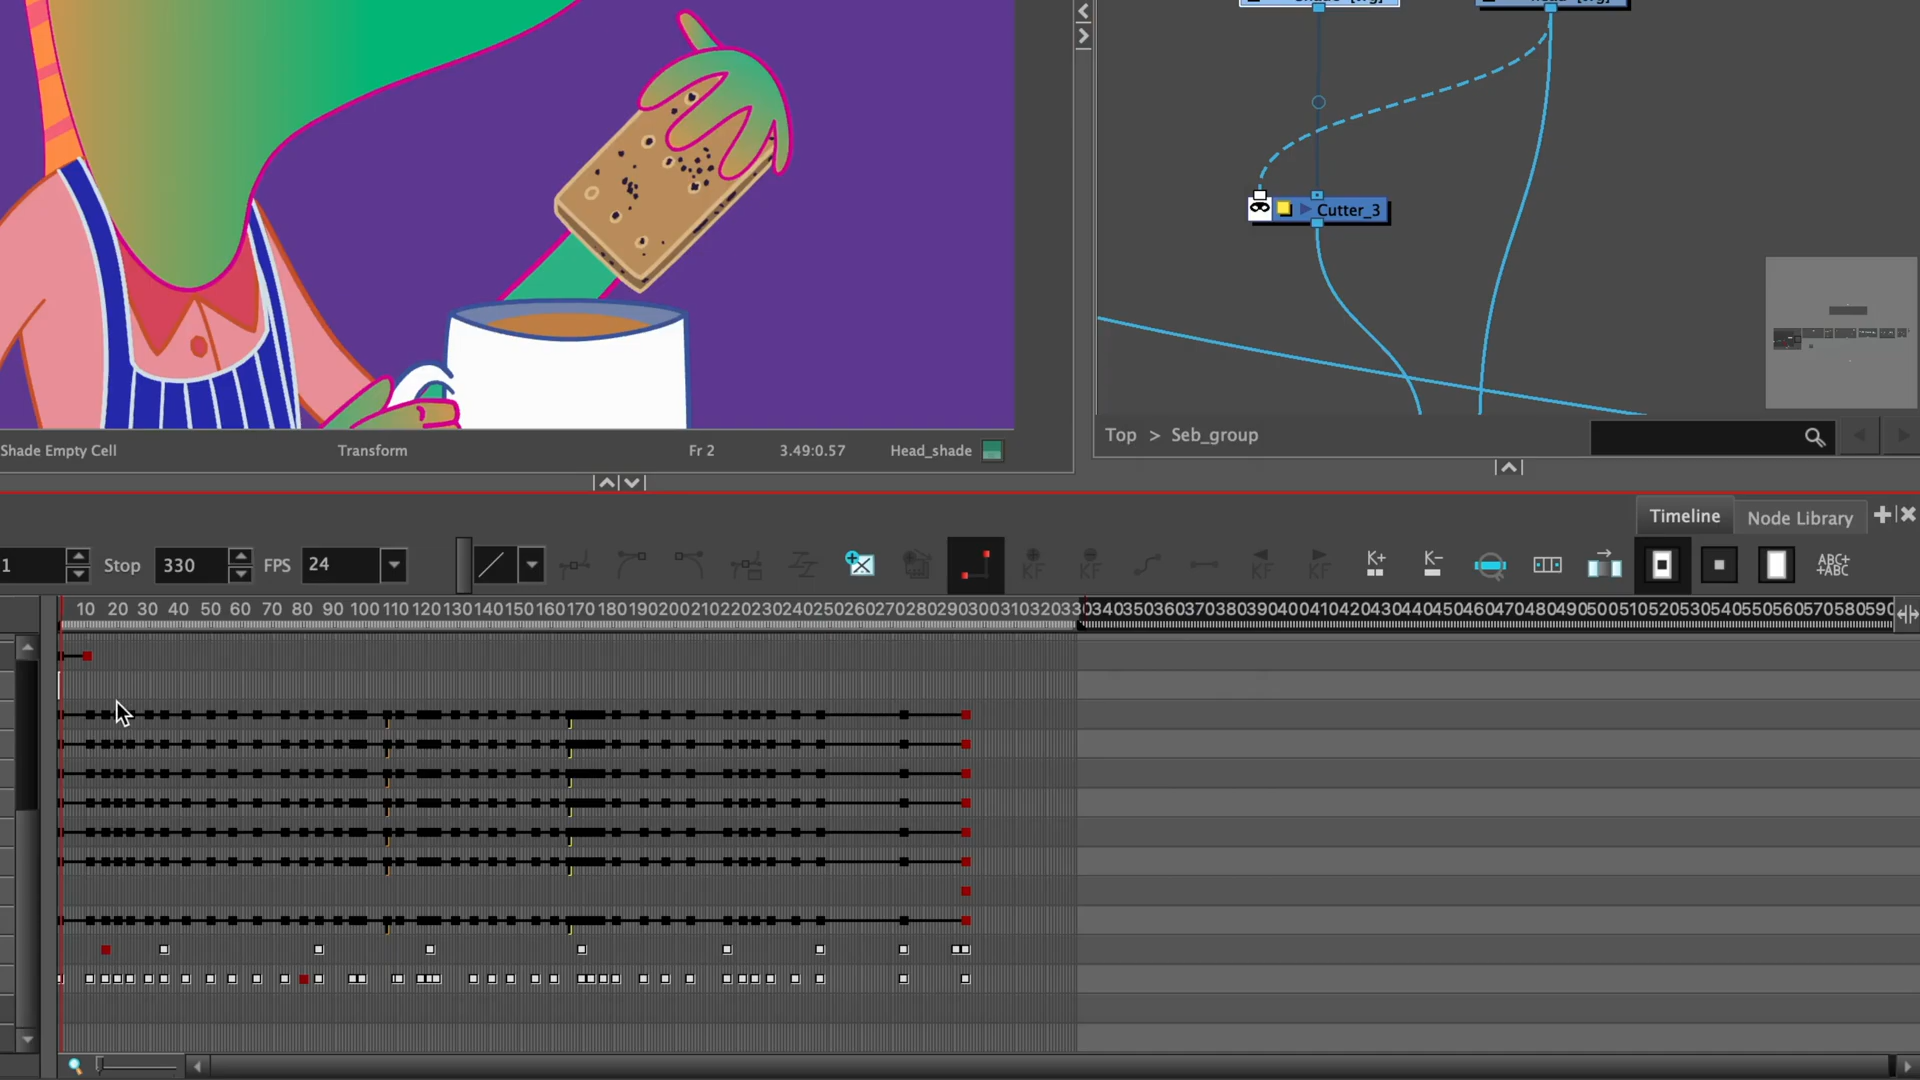 Cutter_3
Top > Seb_group
Shade Empty Cell Transform Fr 2 3.49:0.57 Head_shade
Timeline Node Library
1 Stop 330 FPS 24 KF KF KF KF K+ K- ABC+ +ABC
10 20 30 40 50 60 70 80 90 100 110 120 130 140 150 160 170 180 190 200 210 220 230 240 250 260 270 280 290 300 310 320 330 340 350 360 370 380 390 400 410 420 430 440 450 460 470 480 490 500 510 520 530 540 550 560 570 580 590